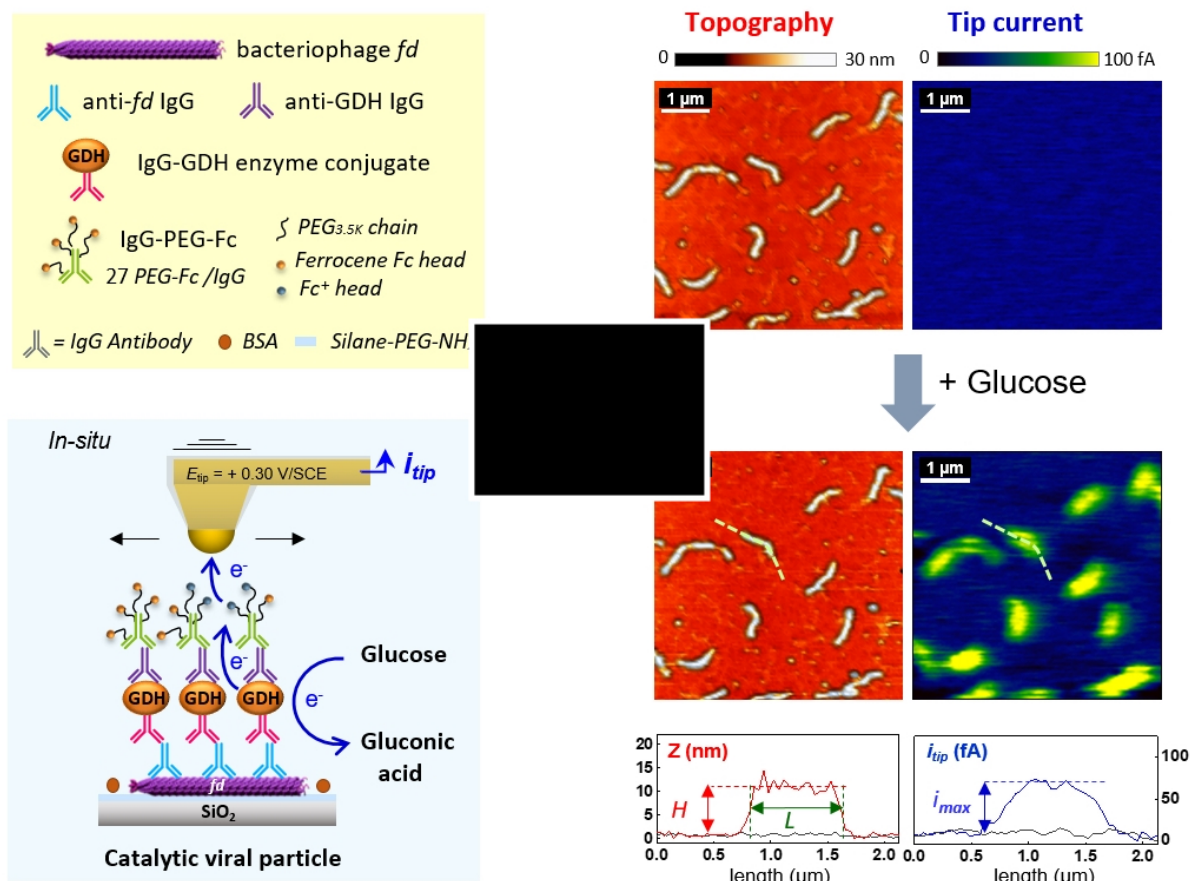 bacteriophage fd
anti-fd IgG
anti-GDH IgG
GDH
IgG-GDH enzyme conjugate
IgG-PEG-Fc
27 PEG-Fc /IgG
PEG3.5K chain
Ferrocene Fc head
Fc⁺ head
= IgG Antibody
BSA
Silane-PEG-NH
In-situ
Etip = + 0.30 V/SCE
itip
e-
e-
e-
Glucose
GDH GDH GDH
Gluconic
acid
fd
SiO2
Catalytic viral particle
Topography
Tip current
0 30 nm
0 100 fA
1 µm
1 µm
+ Glucose
1 µm
Z (nm)
20
15
10
5
0
H
L
0.0 0.5 1.0 1.5 2.0
length (µm)
itip (fA)
100
50
0
imax
0.0 0.5 1.0 1.5 2.0
length (µm)